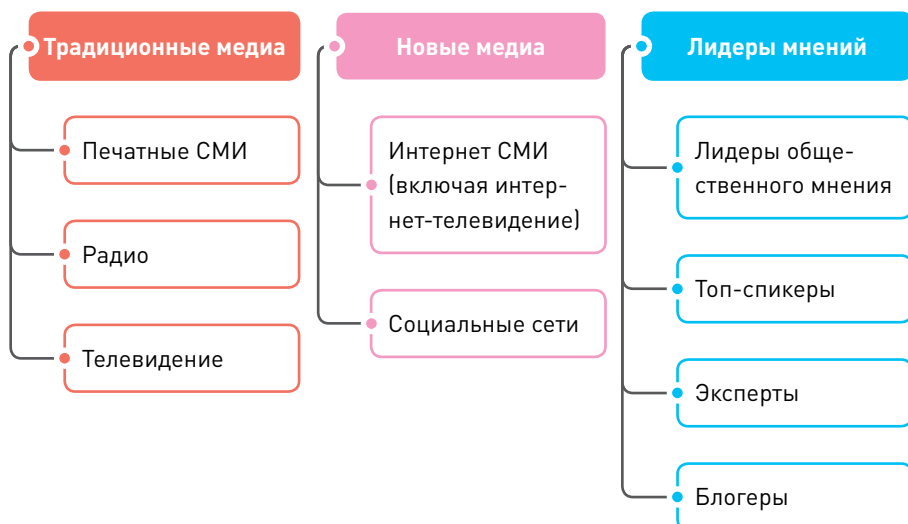 Традиционные медиа
Печатные СМИ
Радио
Телевидение
Новые медиа
Интернет СМИ
(включая интер-
нет-телевидение)
Социальные сети
Лидеры мнений
Лидеры обще-
ственного мнения
Топ-спикеры
Эксперты
Блогеры